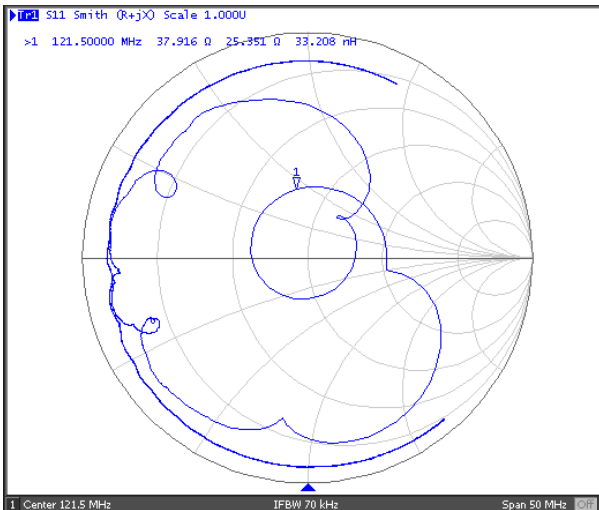 Tr1 S11 Smith (R+jX) Scale 1.000U
>1 121.50000 MHz 37.916 Ω 25.351 Ω 33.208 nH
1
1 Center 121.5 MHz IFBW 70 kHz Span 50 MHz Off